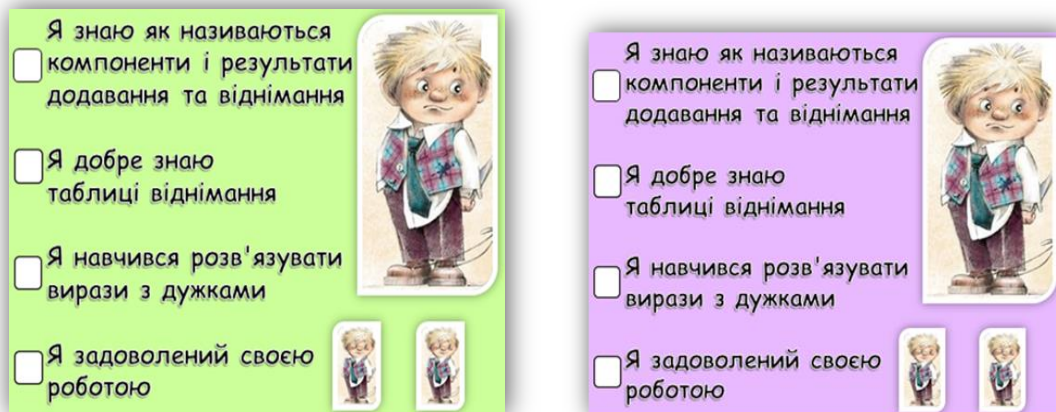 Я знаю як називаються
компоненти і результати
додавання та віднімання
Я добре знаю
таблиці віднімання
Я навчився розв'язувати
вирази з дужками
Я задоволений своєю
роботою
Я знаю як називаються
компоненти і результати
додавання та віднімання
Я добре знаю
таблиці віднімання
Я навчився розв'язувати
вирази з дужками
Я задоволений своєю
роботою